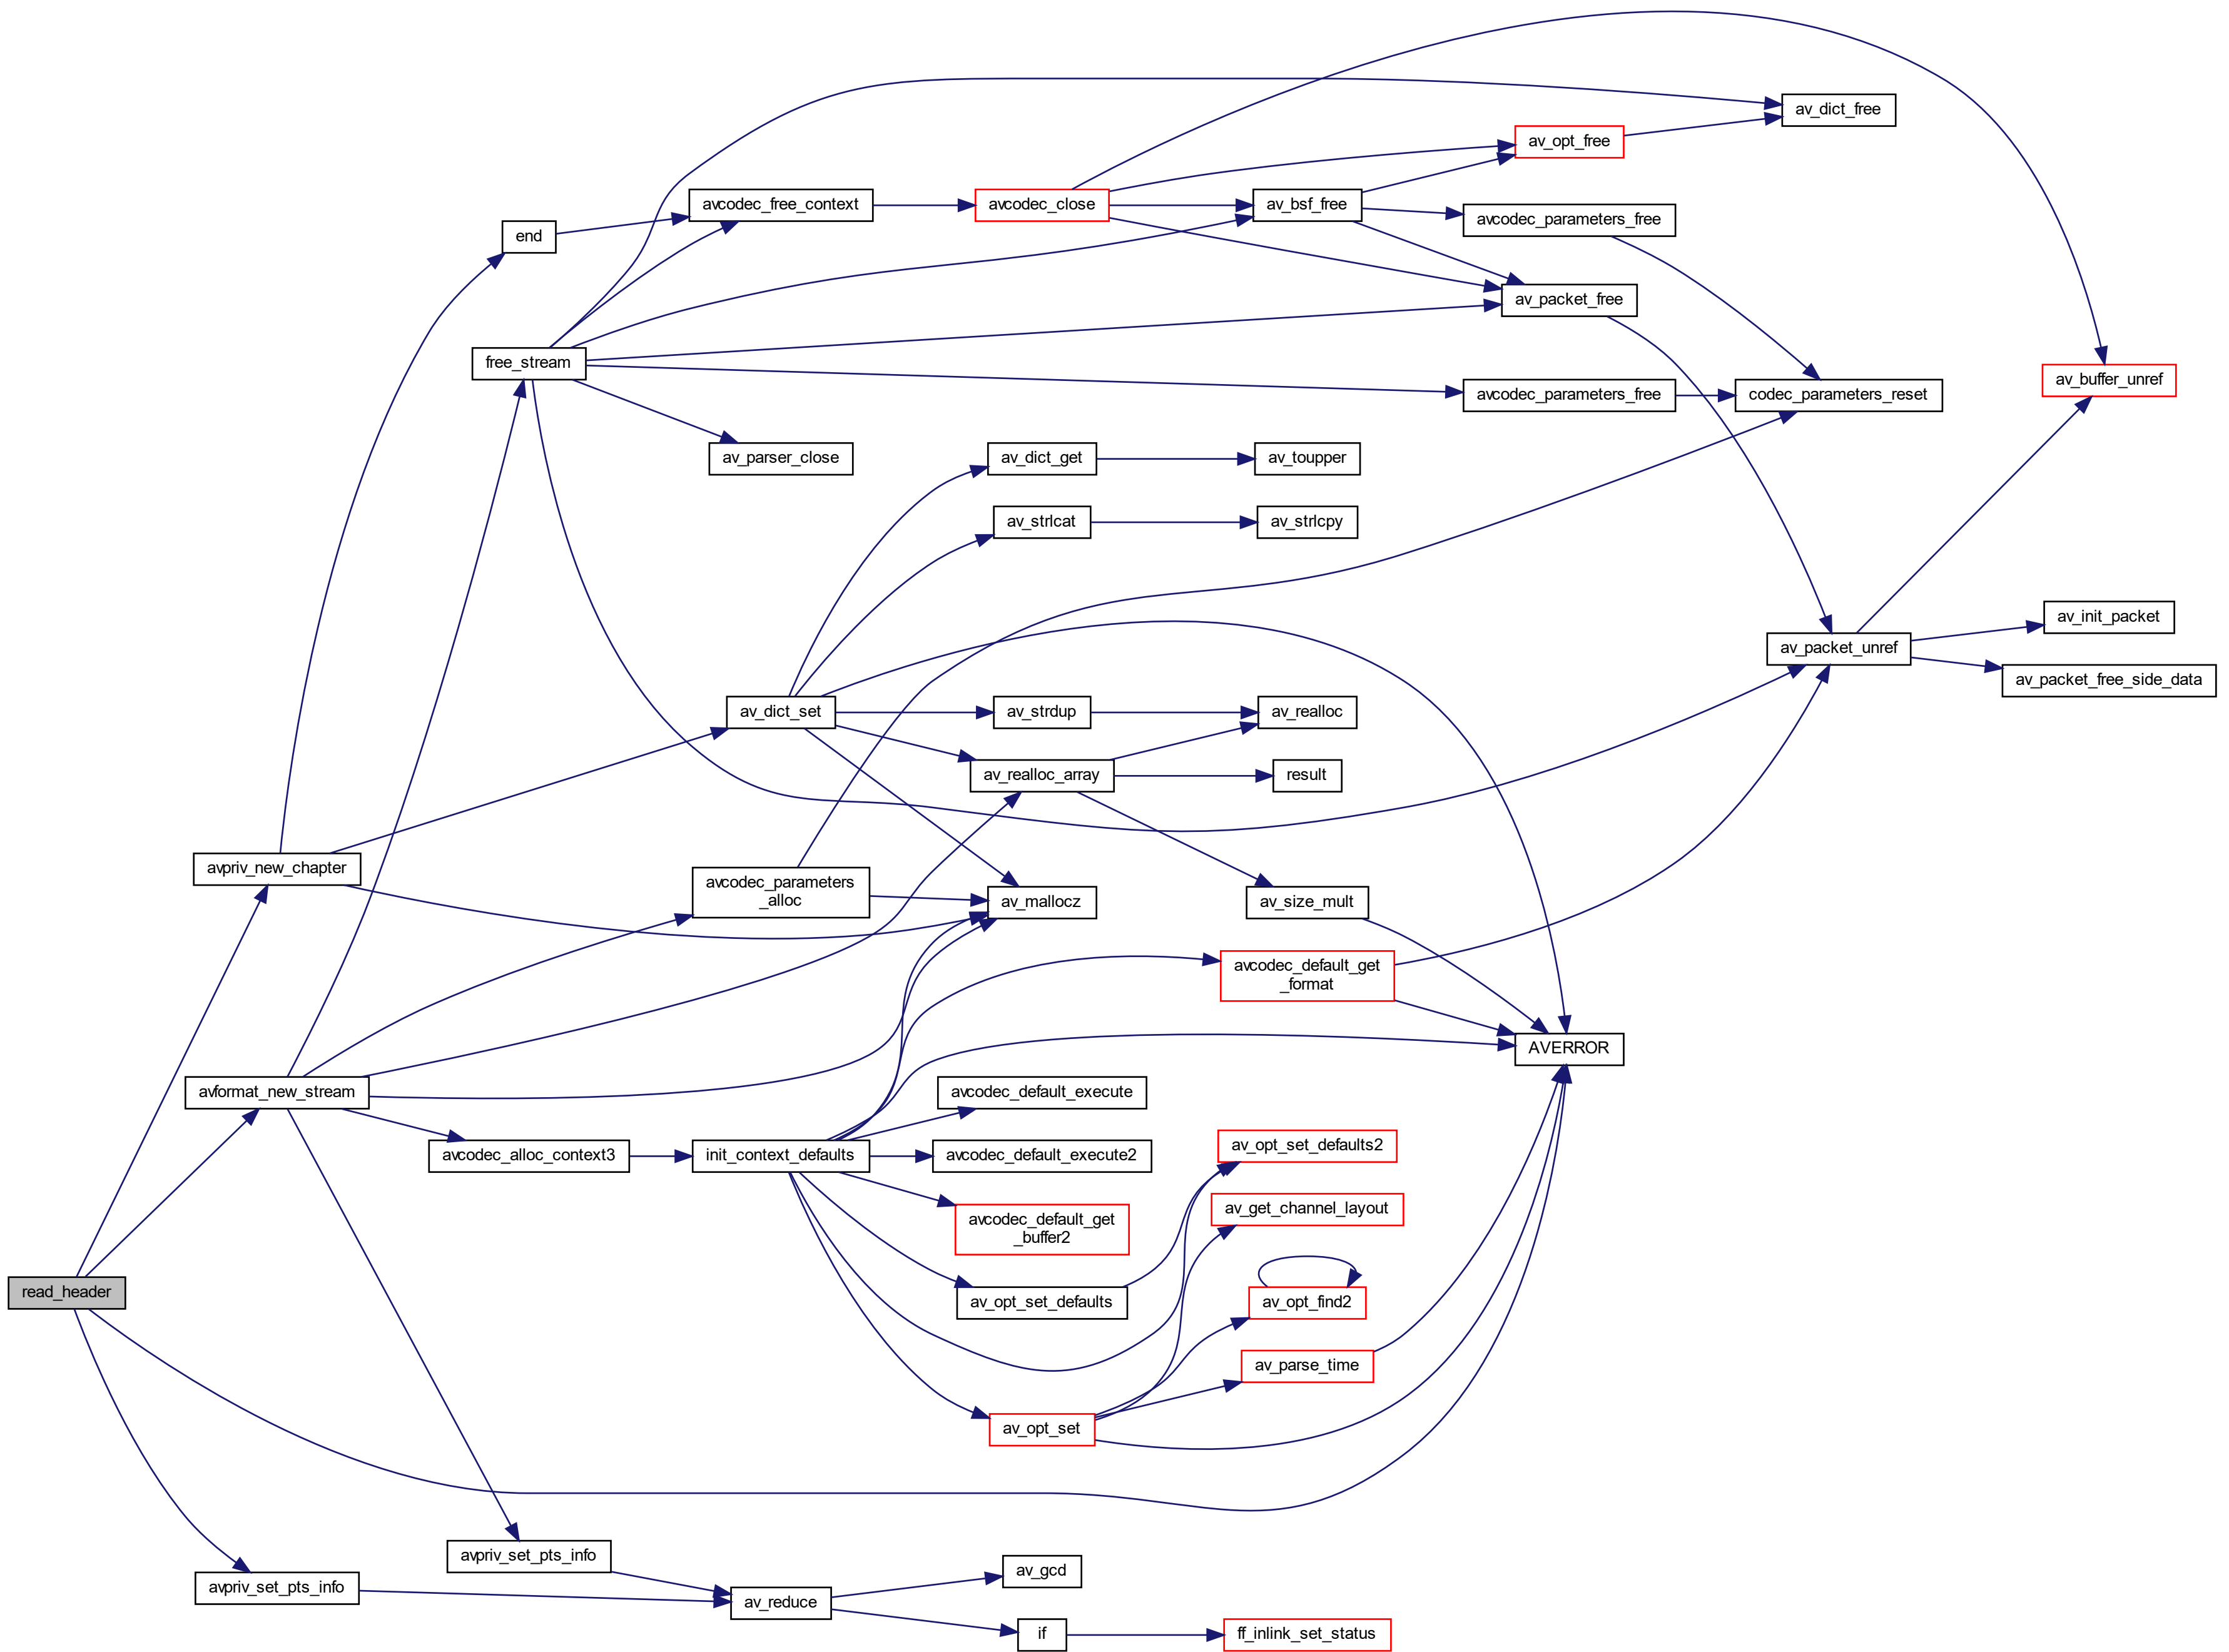 av_dict_free
av_opt_free
avcodec_free_context
avcodec_close
av_bsf_free
avcodec_parameters_free
end
av_packet_free
free_stream
av_buffer_unref
avcodec_parameters_free
codec_parameters_reset
av_parser_close
av_dict_get
av_toupper
av_strlcat
av_strlcpy
av_init_packet
av_packet_unref
av_packet_free_side_data
av_dict_set
av_strdup
av_realloc
av_realloc_array
result
avpriv_new_chapter
avcodec_parameters
_alloc
av_mallocz
av_size_mult
avcodec_default_get
_format
AVERROR
avformat_new_stream
avcodec_default_execute
avcodec_alloc_context3
init_context_defaults
avcodec_default_execute2
av_opt_set_defaults2
av_get_channel_layout
avcodec_default_get
_buffer2
read_header
av_opt_set_defaults
av_opt_find2
av_parse_time
av_opt_set
avpriv_set_pts_info
avpriv_set_pts_info
av_gcd
av_reduce
if
ff_inlink_set_status